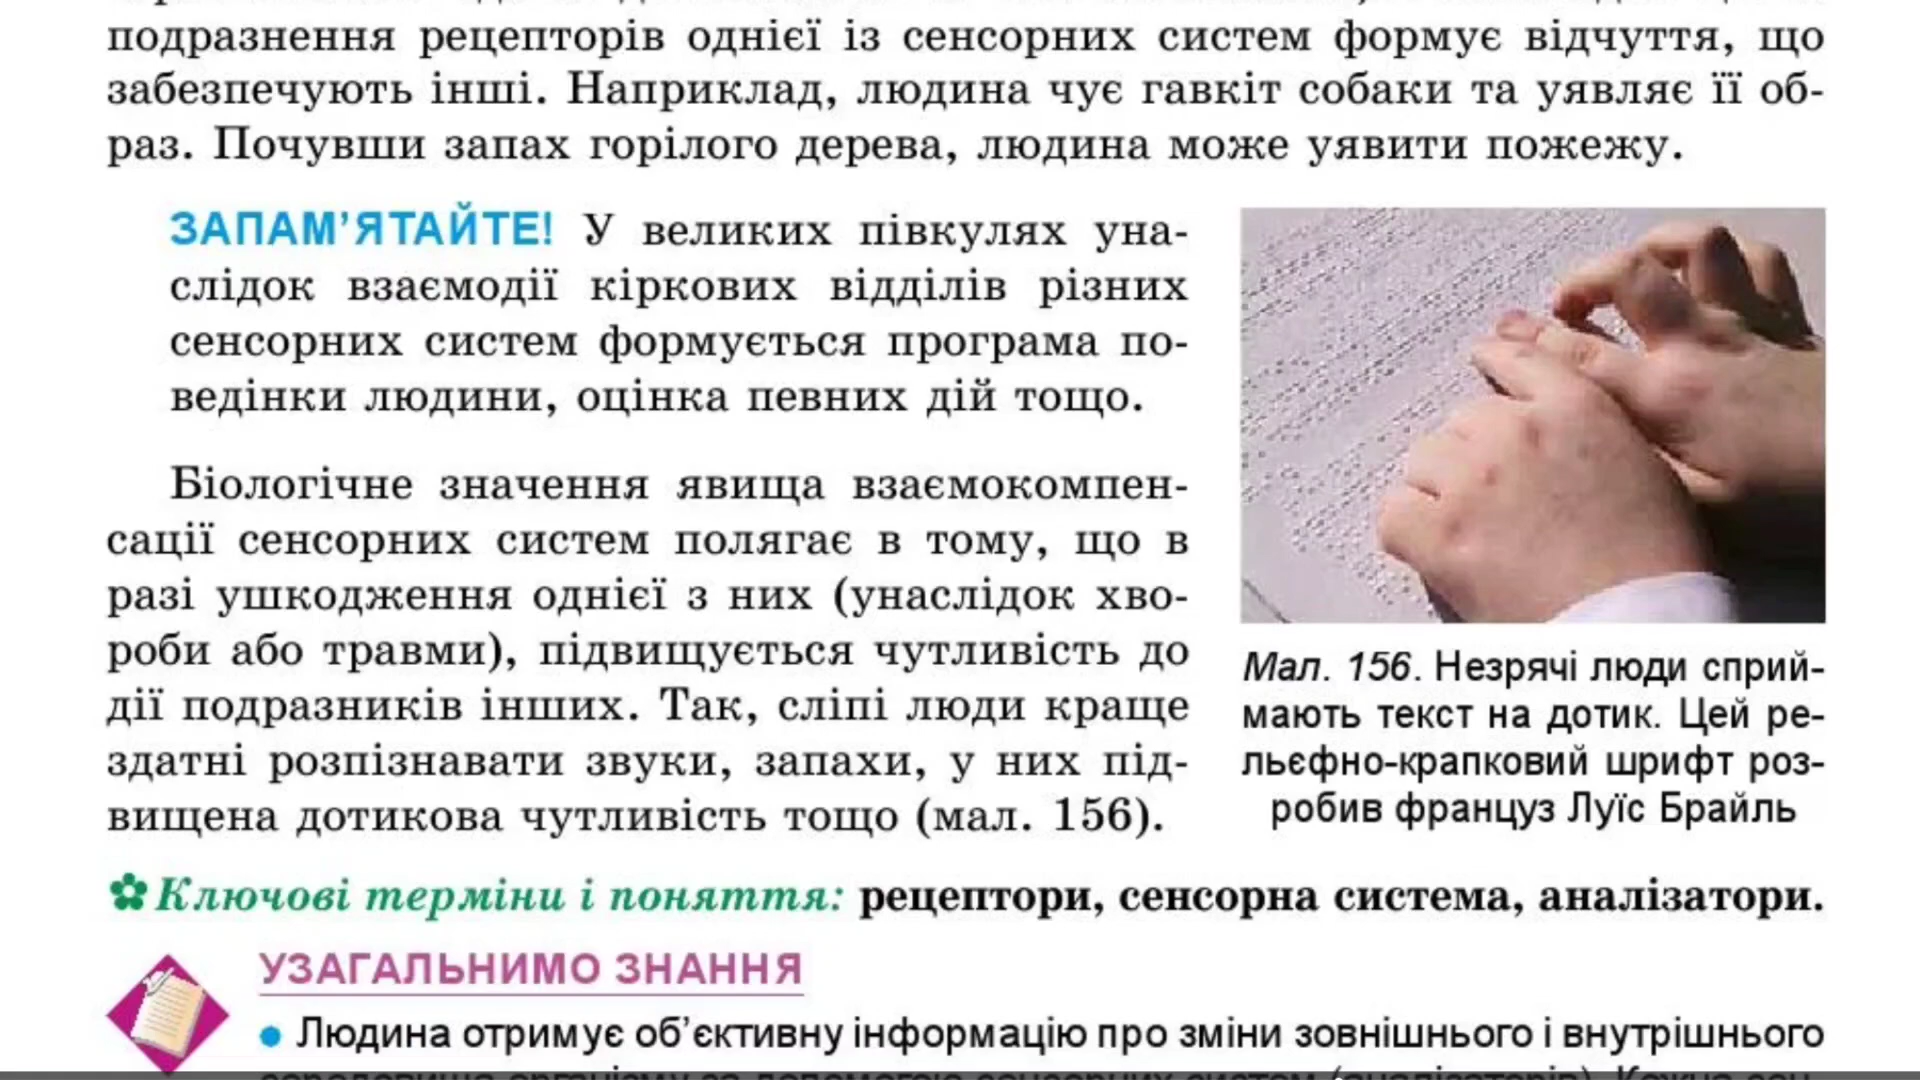 подразнення рецепторів однієї із сенсорних систем формує відчуття, що
забезпечують інші. Наприклад, людина чує гавкіт собаки та уявляє її об-
раз. Почувши запах горілого дерева, людина може уявити пожежу.
ЗАПАМ’ЯТАЙТЕ! У великих півкулях уна-
слідок взаємодії кіркових відділів різних
сенсорних систем формується програма по-
ведінки людини, оцінка певних дій тощо.
Біологічне значення явища взаємокомпен-
сації сенсорних систем полягає в тому, що в
разі ушкодження однієї з них (унаслідок хво-
роби або травми), підвищується чутливість до
дії подразників інших. Так, сліпі люди краще
здатні розпізнавати звуки, запахи, у них під-
вищена дотикова чутливість тощо (мал. 156).
Мал. 156. Незрячі люди сприй-
мають текст на дотик. Цей ре-
льєфно-крапковий шрифт роз-
робив француз Луїс Брайль
Ключові терміни і поняття: рецептори, сенсорна система, аналізатори.
УЗАГАЛЬНИМО ЗНАННЯ
• Людина отримує об’єктивну інформацію про зміни зовнішнього і внутрішнього